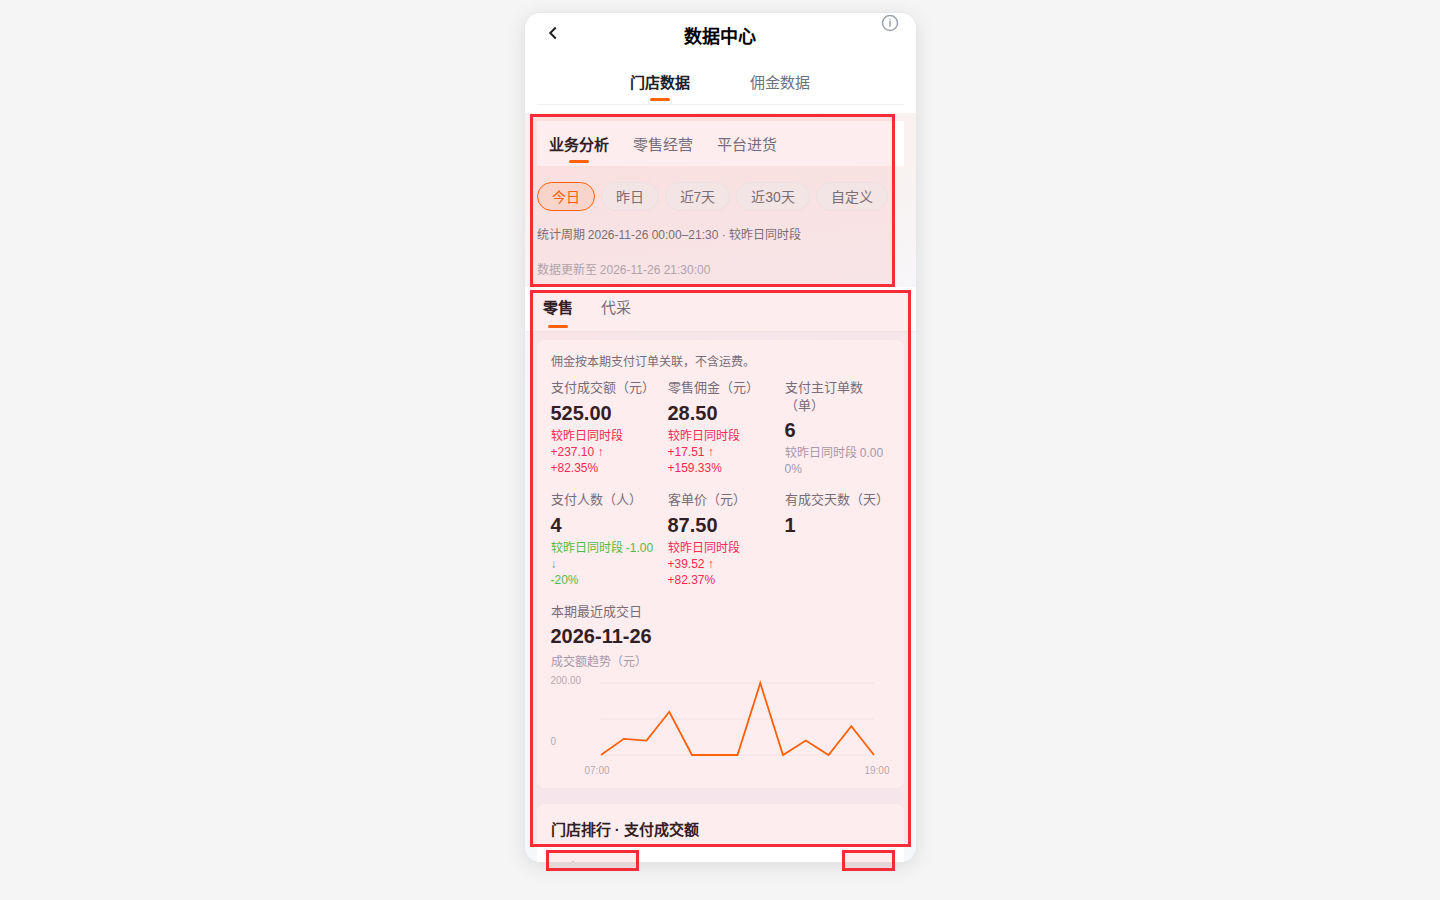 数据中心
门店数据 佣金数据
业务分析 零售经营 平台进货
今日 昨日 近7天 近30天 自定义
统计周期 2026-11-26 00:00–21:30 · 较昨日同时段
数据更新至 2026-11-26 21:30:00
零售 代采
佣金按本期支付订单关联，不含运费。
支付成交额（元）
525.00
较昨日同时段
+237.10 ↑
+82.35%
零售佣金（元）
28.50
较昨日同时段
+17.51 ↑
+159.33%
支付主订单数
（单）
6
较昨日同时段 0.00
0%
支付人数（人）
4
较昨日同时段 -1.00
↓
-20%
客单价（元）
87.50
较昨日同时段
+39.52 ↑
+82.37%
有成交天数（天）
1
本期最近成交日
2026-11-26
成交额趋势（元）
200.00
0
07:00 19:00
门店排行 · 支付成交额